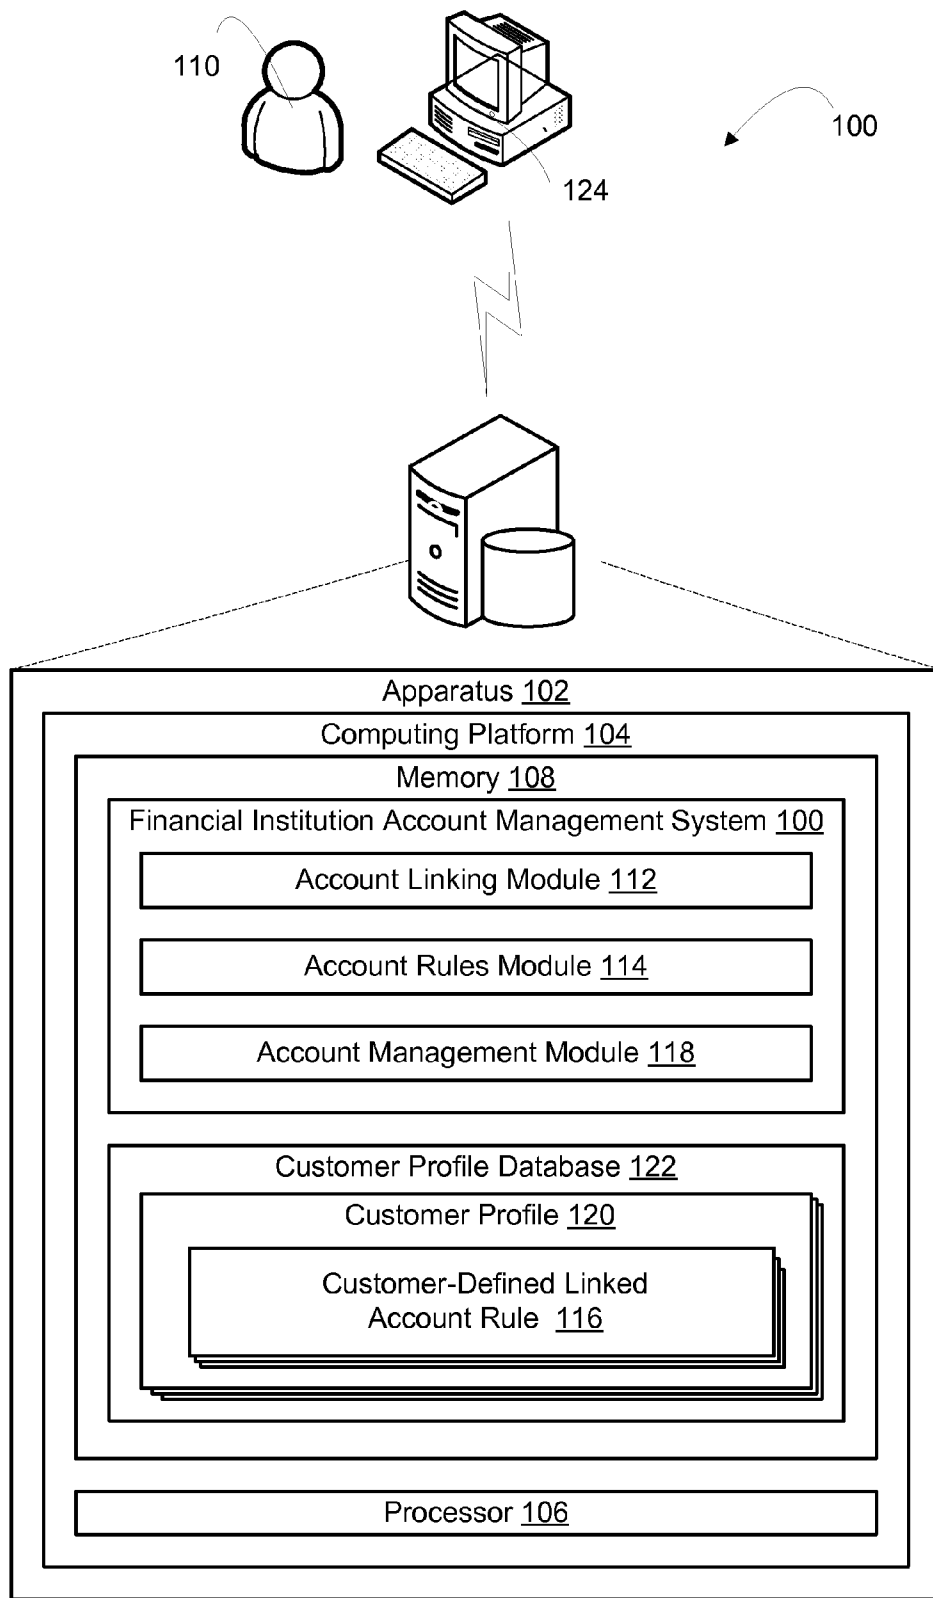 110
100
124
Apparatus 102
Computing Platform 104
Memory 108
Financial Institution Account Management System 100
Account Linking Module 112
Account Rules Module 114
Account Management Module 118
Customer Profile Database 122
Customer Profile 120
Customer-Defined Linked
Account Rule 116
Processor 106